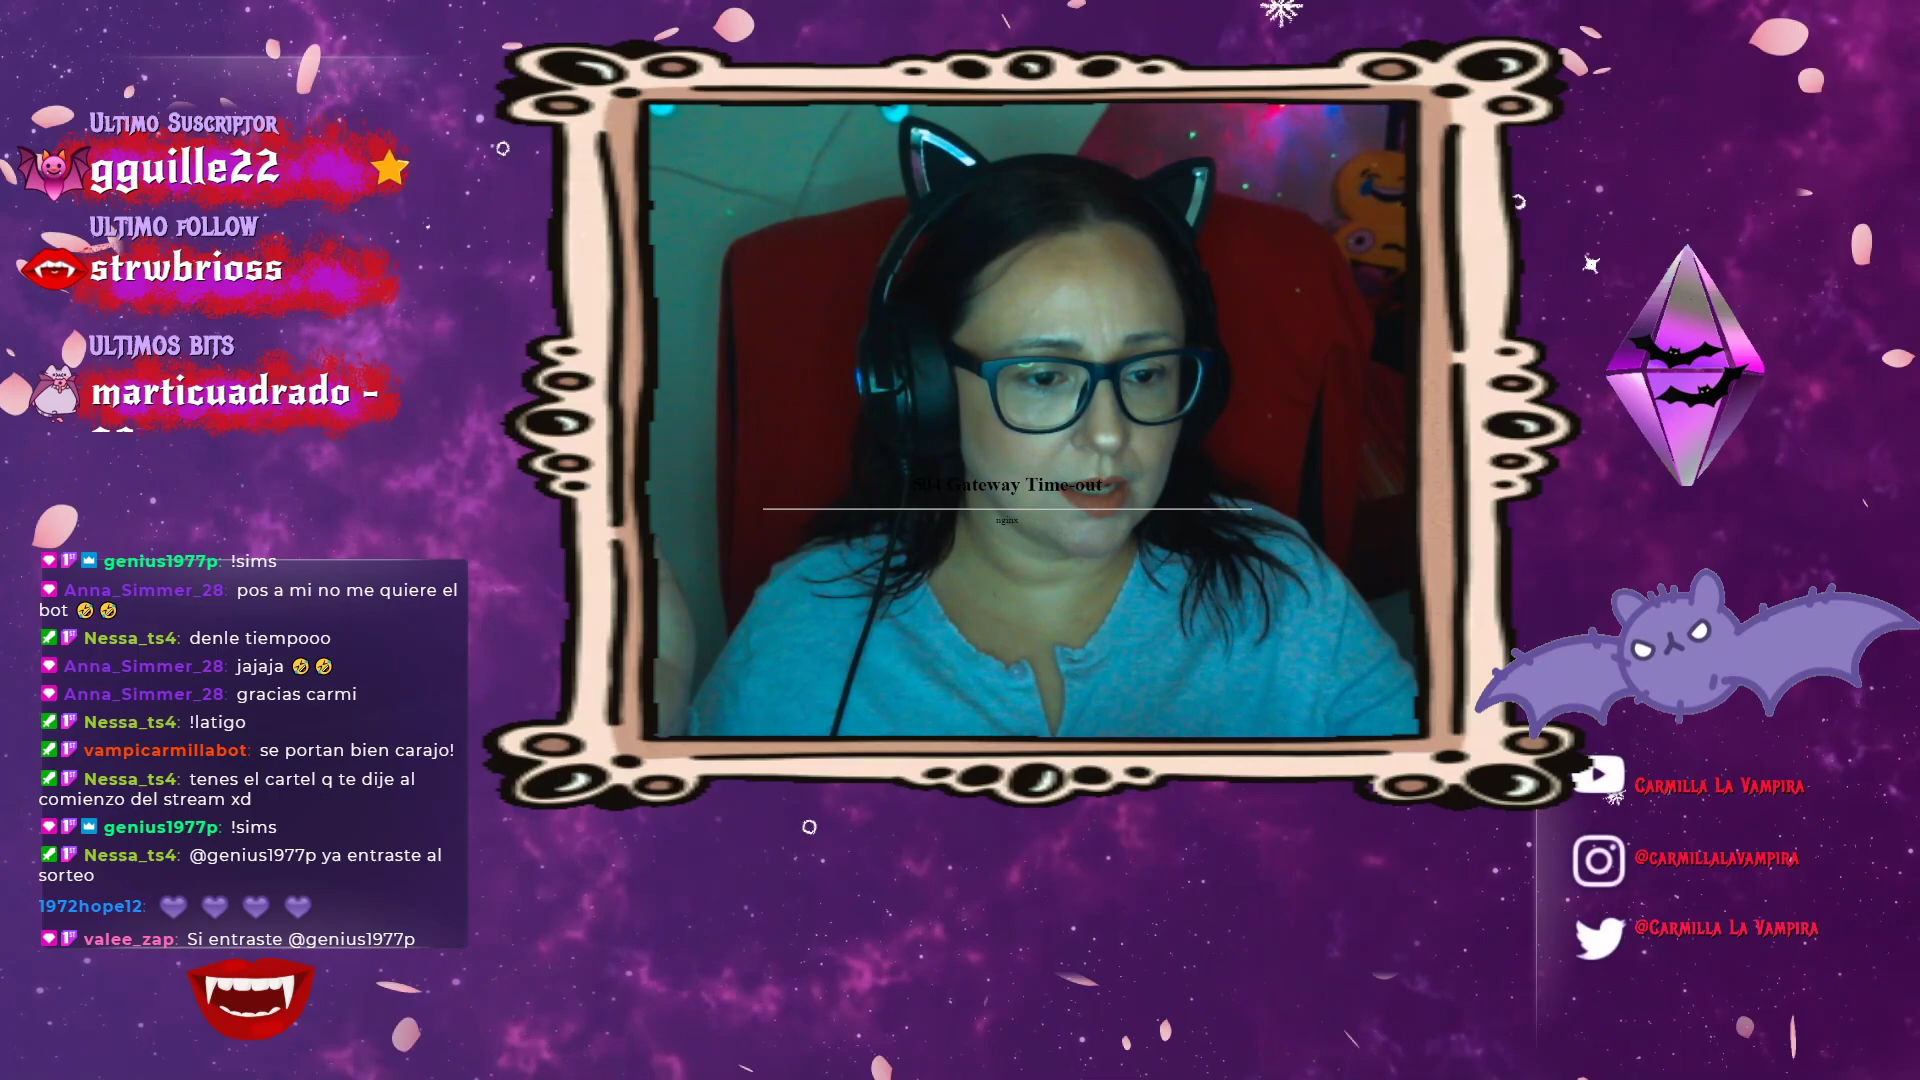 Ultimo Suscriptor
gguille22
ULTIMO FOLLOW
strwbrioss
ULTIMOS BITS
marticuadrado -
504 Gateway Time-out
nginx
genius1977p: !sims
Anna_Simmer_28: pos a mi no me quiere el
bot 🤣 🤣
Nessa_ts4: denle tiempooo
Anna_Simmer_28: jajaja 🤣 🤣
Anna_Simmer_28: gracias carmi
Nessa_ts4: !latigo
vampicarmillabot: se portan bien carajo!
Nessa_ts4: tenes el cartel q te dije al
comienzo del stream xd
genius1977p: !sims
Nessa_ts4: @genius1977p ya entraste al
sorteo
1972hope12: 💜 💜 💜 💜
valee_zap: Si entraste @genius1977p
Carmilla La Vampira
@carmillalavampira
@Carmilla La Vampira